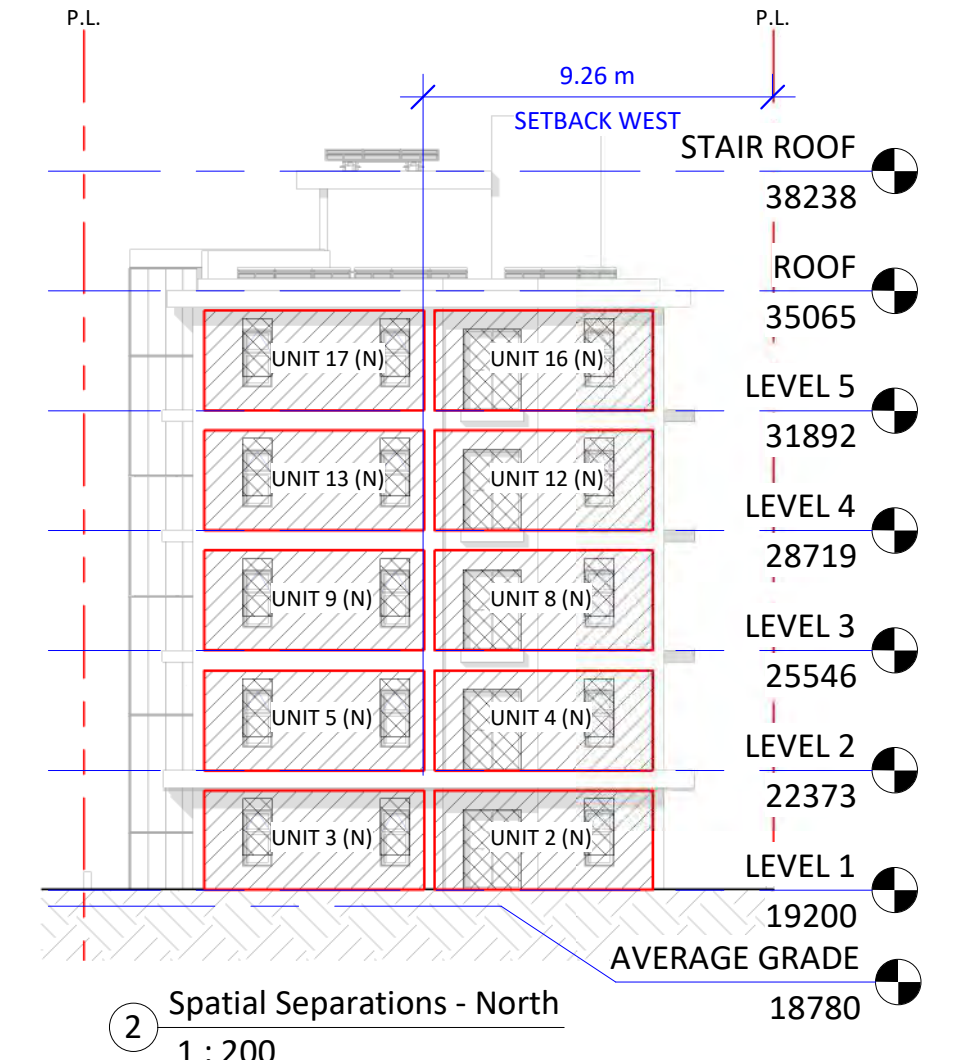 P.L.
P.L.
9.26 m
SETBACK WEST
STAIR ROOF
38238
ROOF
35065
UNIT 17 (N)
UNIT 16 (N)
LEVEL 5
31892
UNIT 13 (N)
UNIT 12 (N)
LEVEL 4
28719
UNIT 9 (N)
UNIT 8 (N)
LEVEL 3
25546
UNIT 5 (N)
UNIT 4 (N)
LEVEL 2
22373
UNIT 3 (N)
UNIT 2 (N)
LEVEL 1
19200
AVERAGE GRADE
18780
2
Spatial Separations - North
1 : 200